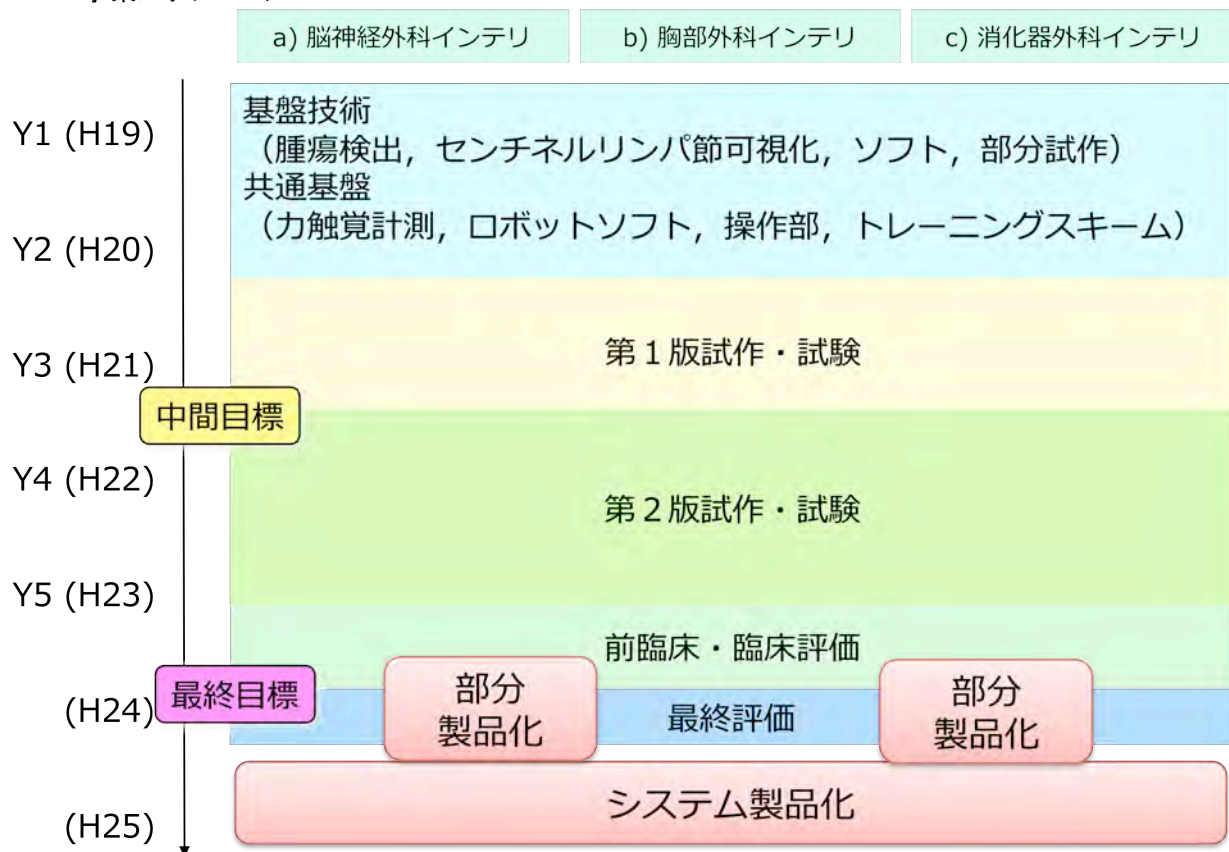 a) 脳神経外科インテリ
b) 胸部外科インテリ
c) 消化器外科インテリ
Y1 (H19)
基盤技術
(腫瘍検出，センチネルリンパ節可視化，ソフト，部分試作)
共通基盤
(力触覚計測，ロボットソフト，操作部，トレーニングスキーム)
Y2 (H20)
第１版試作・試験
Y3 (H21)
中間目標
Y4 (H22)
第２版試作・試験
Y5 (H23)
前臨床・臨床評価
最終目標
部分
製品化
最終評価
部分
製品化
(H24)
システム製品化
(H25)